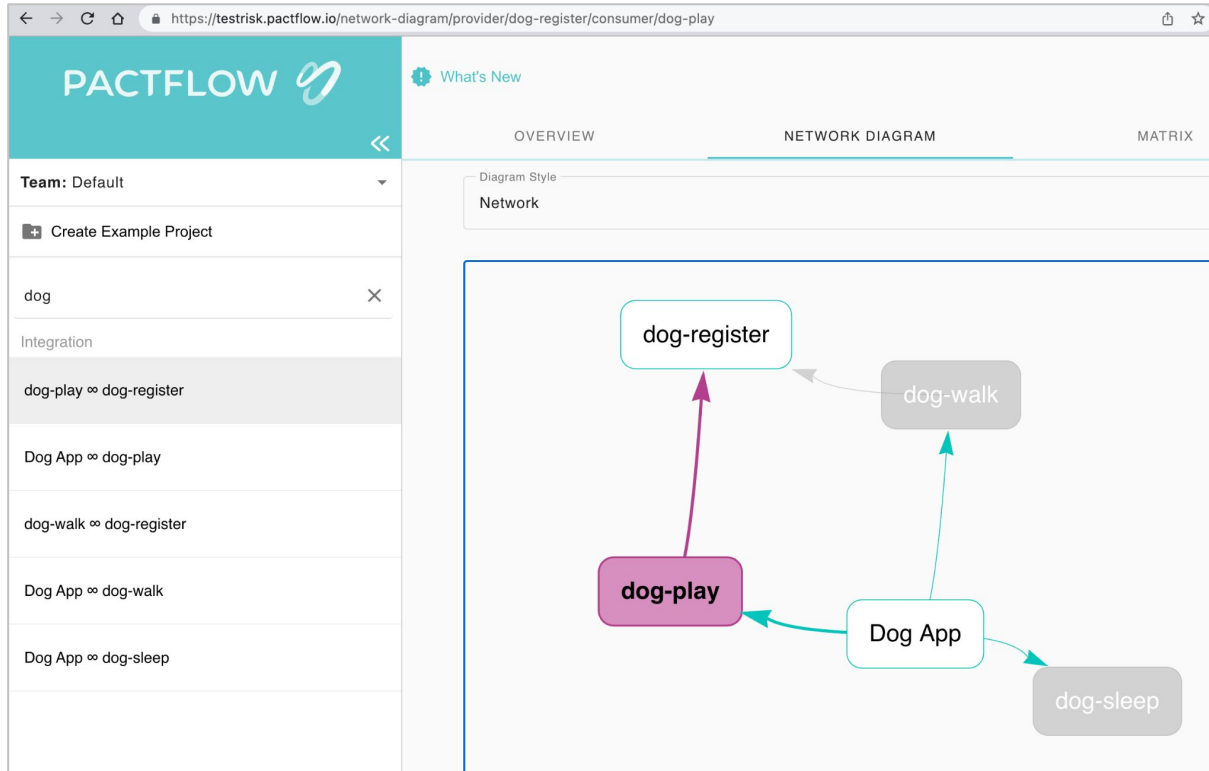 https://testrisk.pactflow.io/network-diagram/provider/dog-register/consumer/dog-play
PACTFLOW
What's New
OVERVIEW
NETWORK DIAGRAM
MATRIX
Team: Default
Create Example Project
dog
Integration
dog-play ∞ dog-register
Dog App ∞ dog-play
dog-walk ∞ dog-register
Dog App ∞ dog-walk
Dog App ∞ dog-sleep
Diagram Style
Network
dog-register
dog-walk
dog-play
Dog App
dog-sleep